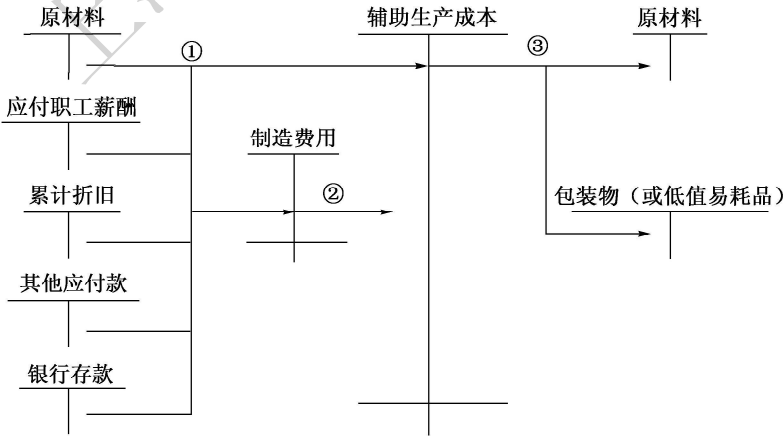 原材料
辅助生产成本
原材料
①
③
应付职工薪酬
制造费用
②
累计折旧
包装物（或低值易耗品）
其他应付款
银行存款